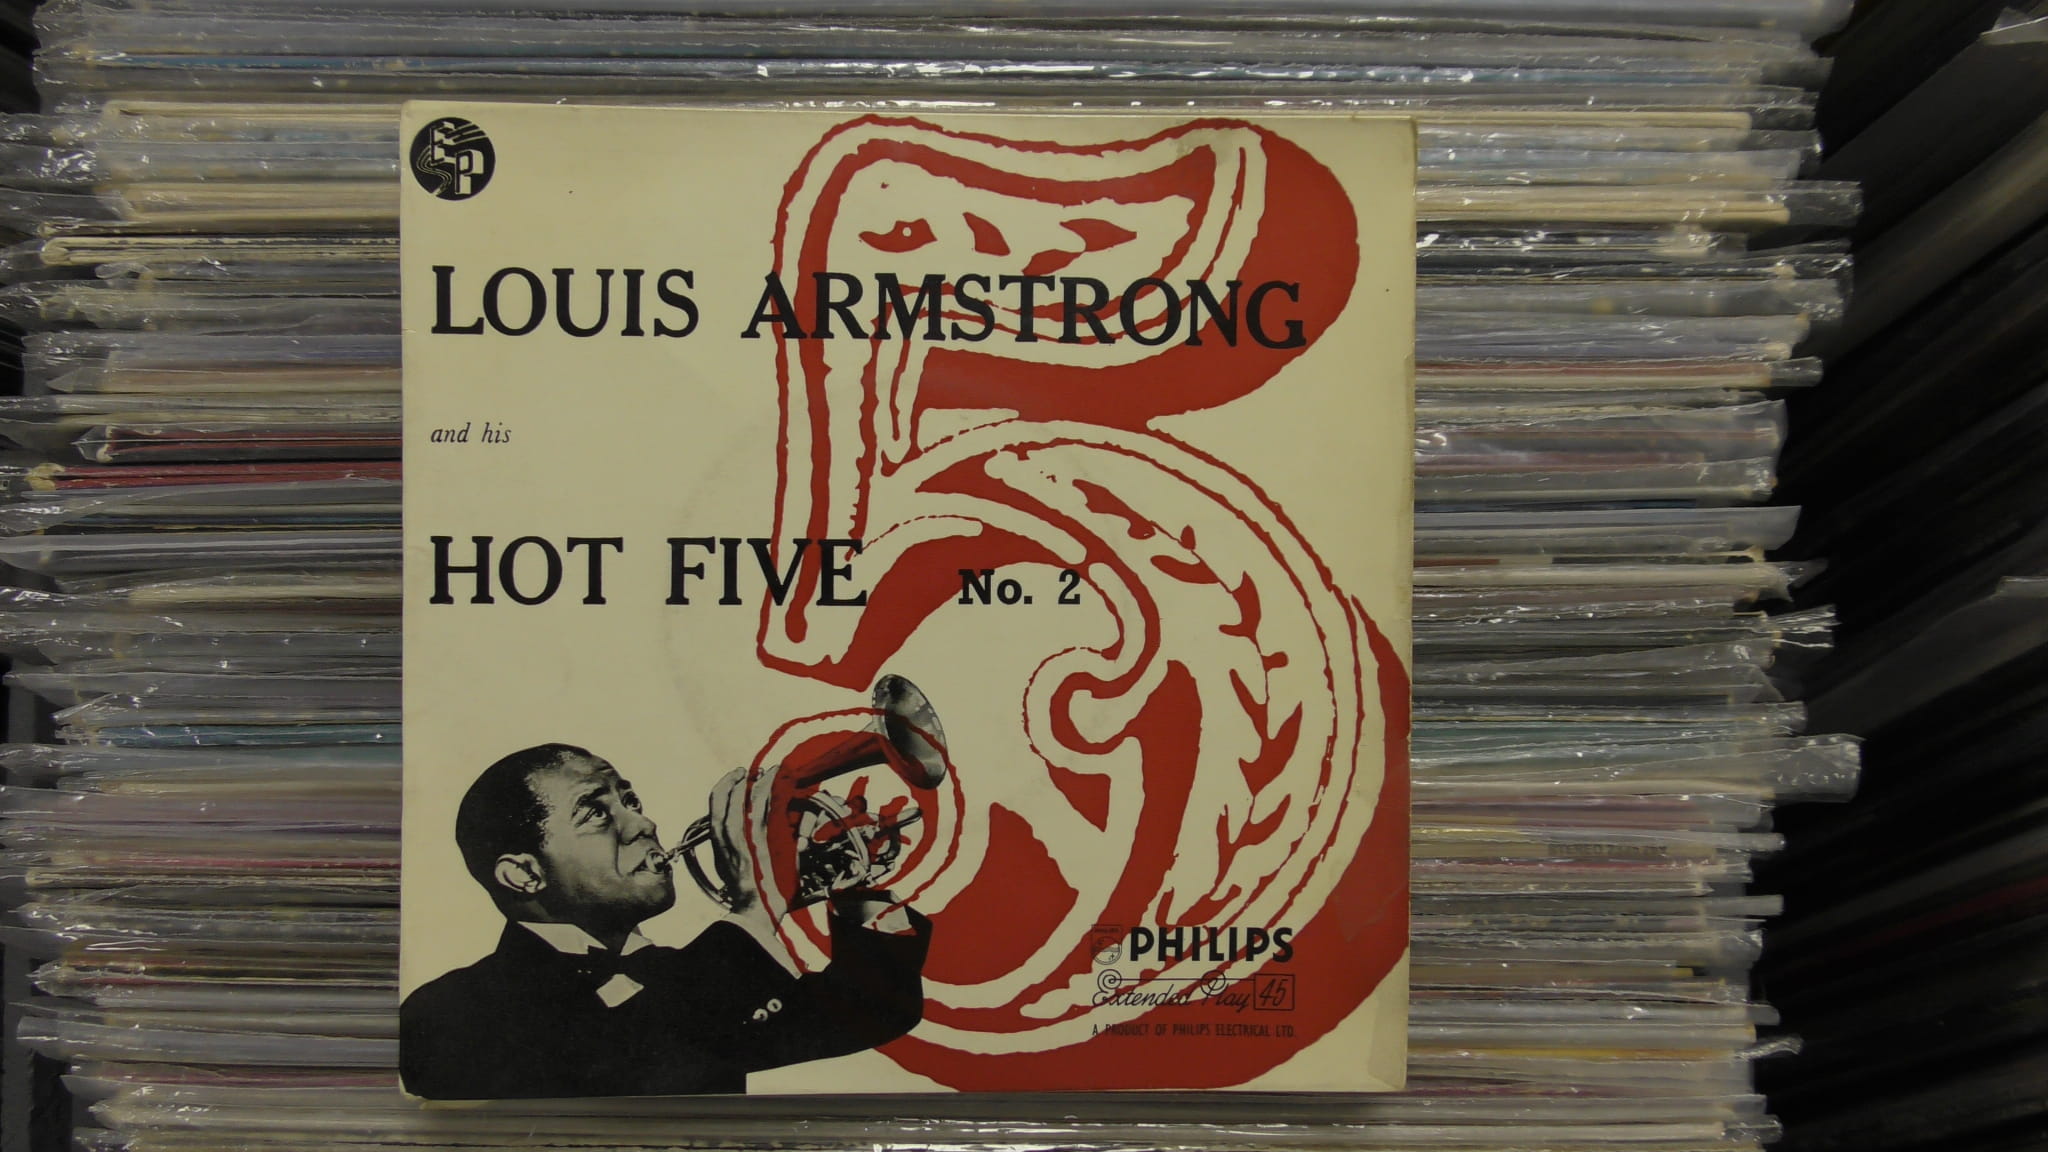 EP
LOUIS ARMSTRONG
and his
HOT FIVE No. 2
PHILIPS
Extended Play 45
A PRODUCT OF PHILIPS ELECTRICAL LTD.